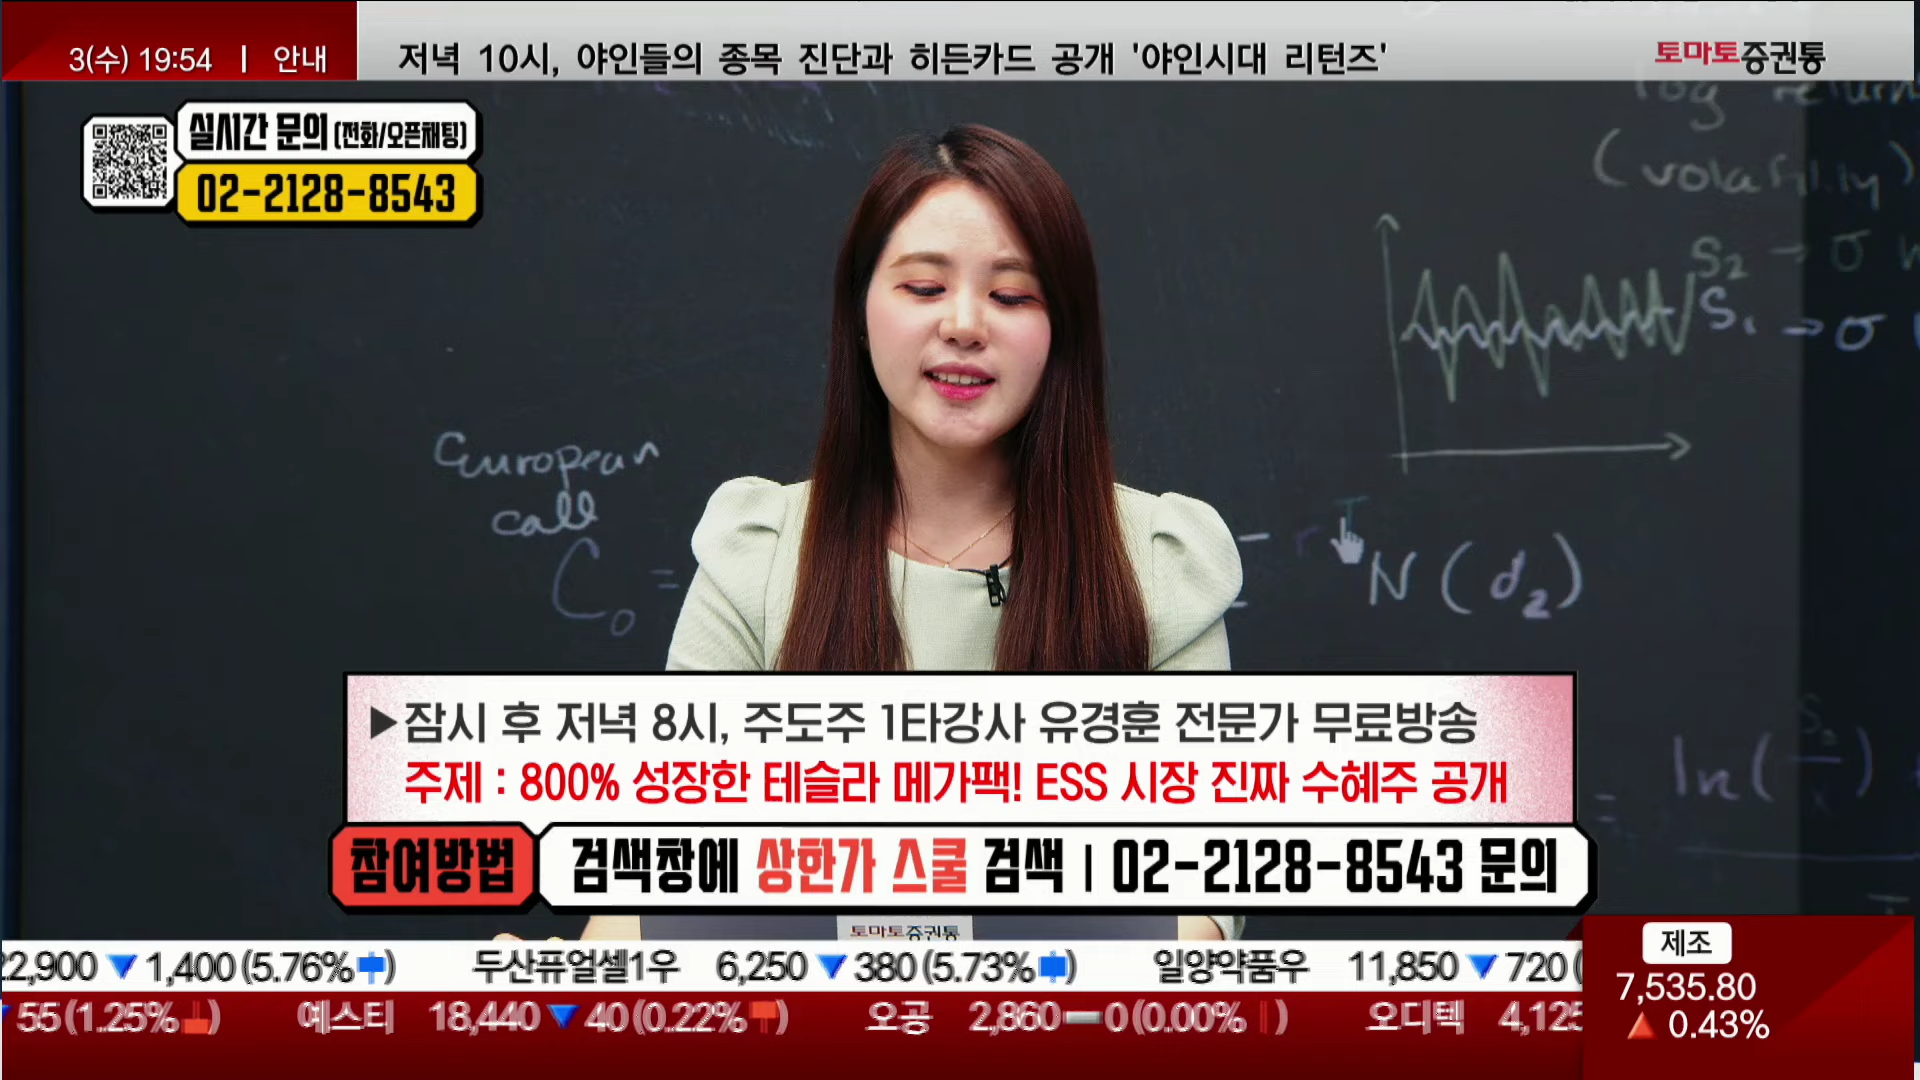 3(수) 19:54 | 안내
저녁 10시, 야인들의 종목 진단과 히든카드 공개 '야인시대 리턴즈'
토마토증권통
실시간 문의 (전화/오픈채팅)
02-2128-8543
log return
(volatility)
S2 → σ
S1 → σ
European
call
C0 =
N(d2)
ln(
▶잠시 후 저녁 8시, 주도주 1타강사 유경훈 전문가 무료방송
주제 : 800% 성장한 테슬라 메가팩! ESS 시장 진짜 수혜주 공개
참여방법
검색창에 상한가 스쿨 검색 | 02-2128-8543 문의
토마토증권통
22,900 ▼ 1,400 (5.76%) 두산퓨얼셀1우 6,250 ▼ 380 (5.73%) 일양약품우 11,850 ▼ 720 (
55 (1.25%) 예스티 18,440 ▼ 40 (0.22%) 오공 2,860 0 (0.00%) 오디텍 4,125
제조
7,535.80
▲ 0.43%